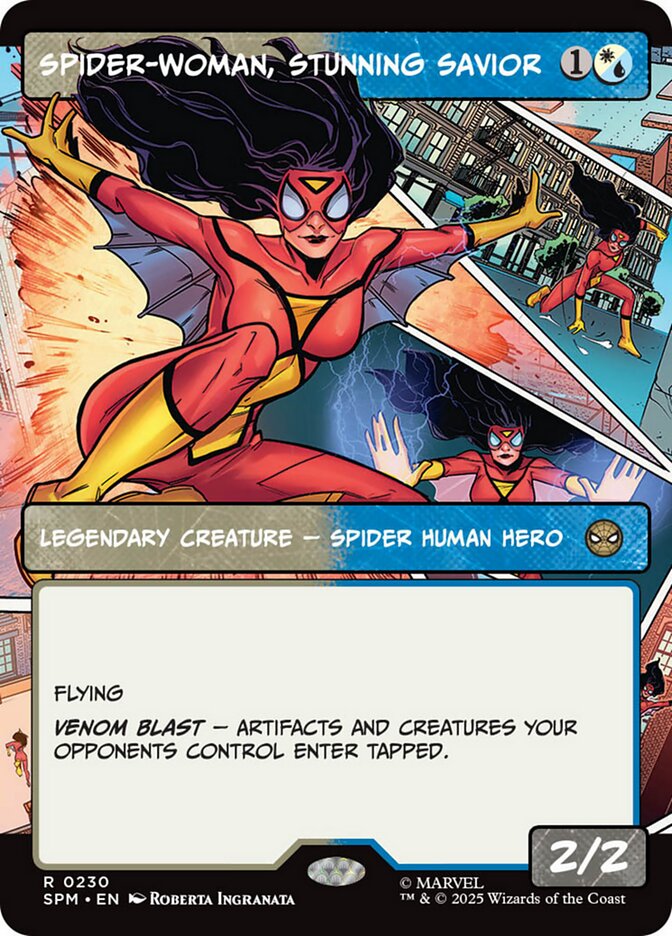 SPIDER-WOMAN, STUNNING SAVIOR 1
LEGENDARY CREATURE — SPIDER HUMAN HERO
FLYING
VENOM BLAST — ARTIFACTS AND CREATURES YOUR
OPPONENTS CONTROL ENTER TAPPED.
2/2
R 0230
SPM • EN ROBERTA INGRANATA
© MARVEL
™ & © 2025 Wizards of the Coast